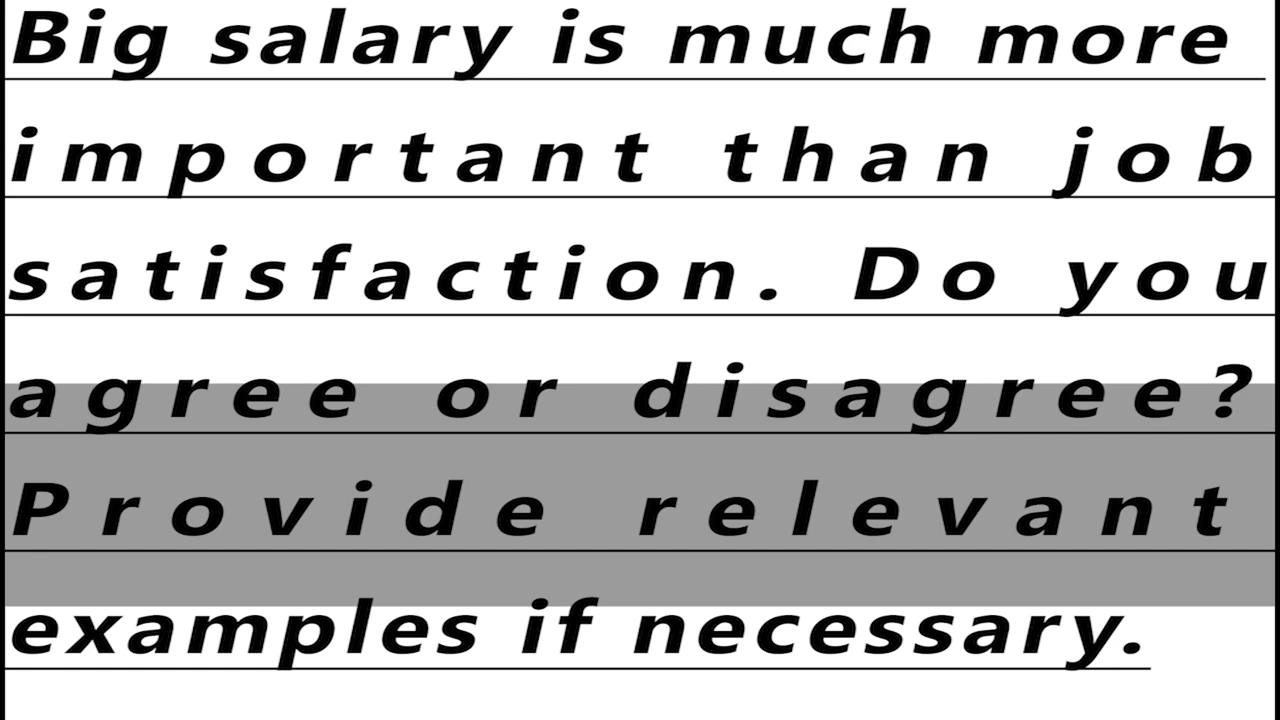 Big salary is much more
important than job
satisfaction. Do you
agree or disagree?
Provide relevant
examples if necessary.